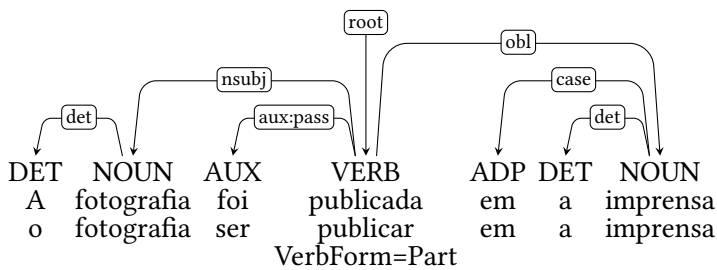 root
obl
nsubj case
det aux:pass det
DET NOUN AUX VERB ADP DET NOUN
A fotografia foi publicada em a imprensa
o fotografia ser publicar em a imprensa
VerbForm=Part